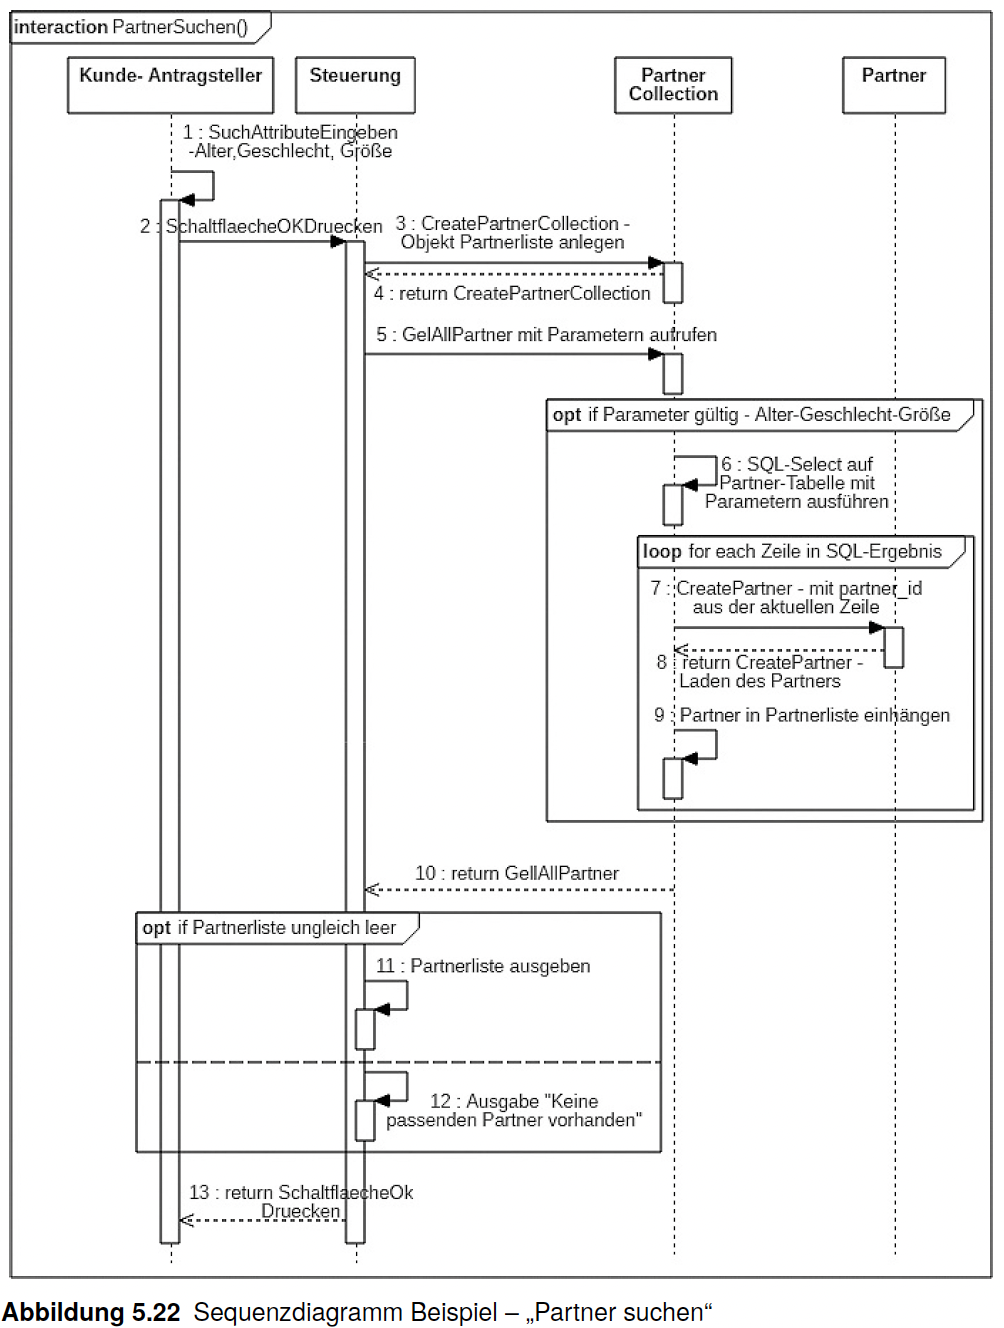 interaction PartnerSuchen()
Kunde- Antragsteller
Steuerung
Partner
Collection
Partner
1 : SuchAttributeEingeben
-Alter,Geschlecht, Größe
2 : SchaltflaecheOKDruecken
3 : CreatePartnerCollection -
Objekt Partnerliste anlegen
4 : return CreatePartnerCollection
5 : GelAllPartner mit Parametern aufrufen
opt if Parameter gültig - Alter-Geschlecht-Größe
6 : SQL-Select auf
Partner-Tabelle mit
Parametern ausführen
loop for each Zeile in SQL-Ergebnis
7 : CreatePartner - mit partner_id
aus der aktuellen Zeile
8 : return CreatePartner -
Laden des Partners
9 : Partner in Partnerliste einhängen
10 : return GellAllPartner
opt if Partnerliste ungleich leer
11 : Partnerliste ausgeben
12 : Ausgabe "Keine
passenden Partner vorhanden"
13 : return SchaltflaecheOk
Druecken
Abbildung 5.22 Sequenzdiagramm Beispiel – „Partner suchen“